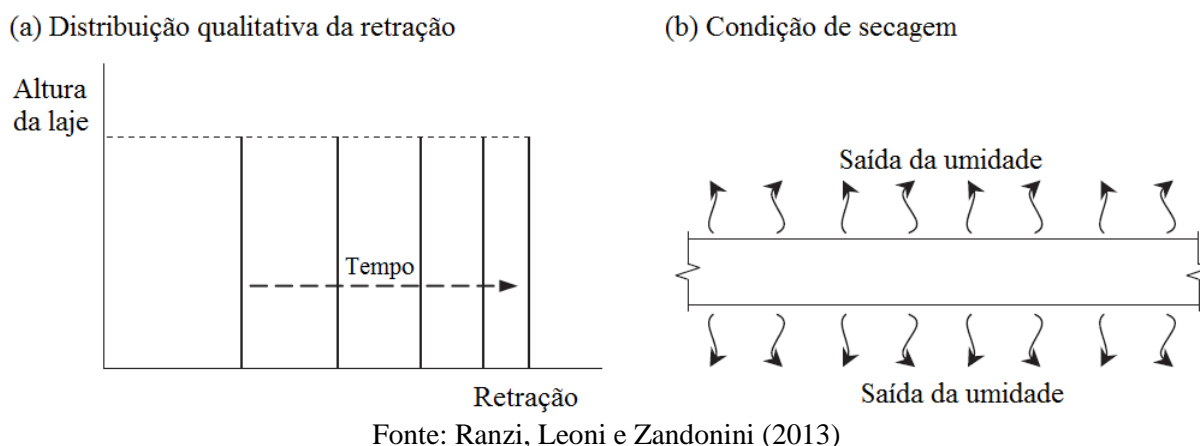 (a) Distribuição qualitativa da retração
(b) Condição de secagem
Altura
da laje
Tempo
Retração
Saída da umidade
Saída da umidade
Fonte: Ranzi, Leoni e Zandonini (2013)